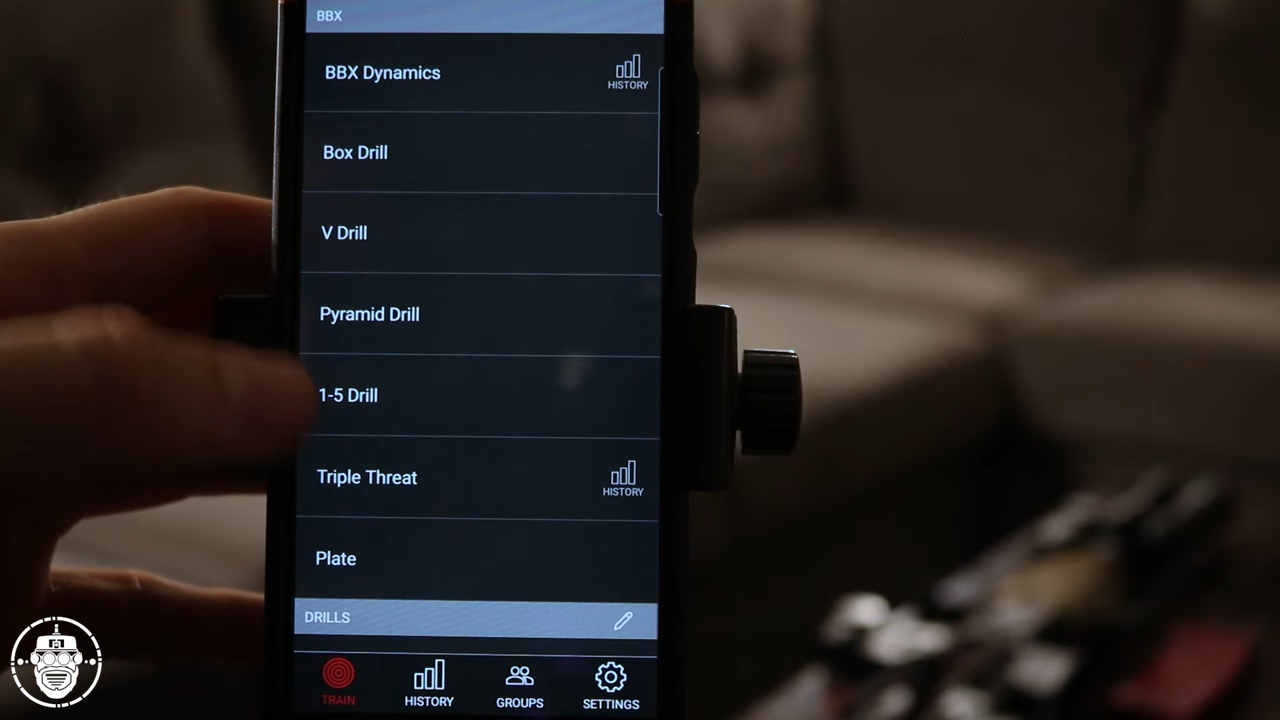 BBX
BBX Dynamics
HISTORY
Box Drill
V Drill
Pyramid Drill
1-5 Drill
Triple Threat
HISTORY
Plate
DRILLS
TRAIN
HISTORY
GROUPS
SETTINGS